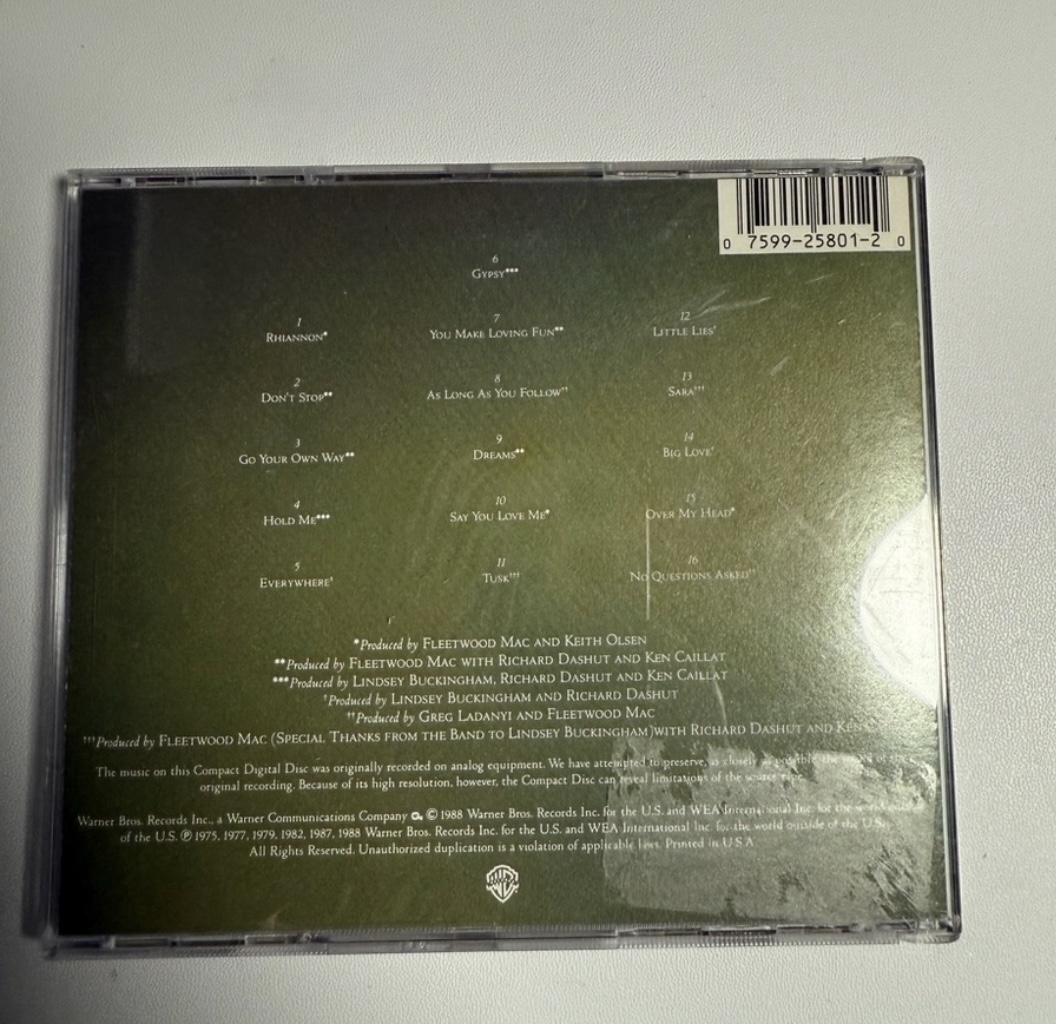 0 7599-25801-2 0
1
RHIANNON*
2
DON'T STOP**
3
GO YOUR OWN WAY**
4
HOLD ME***
5
EVERYWHERE†
6
GYPSY***
7
YOU MAKE LOVING FUN**
8
AS LONG AS YOU FOLLOW††
9
DREAMS**
10
SAY YOU LOVE ME*
11
TUSK†††
12
LITTLE LIES†
13
SARA†††
14
BIG LOVE†
15
OVER MY HEAD*
16
NO QUESTIONS ASKED††
*Produced by FLEETWOOD MAC AND KEITH OLSEN
**Produced by FLEETWOOD MAC WITH RICHARD DASHUT AND KEN CAILLAT
***Produced by LINDSEY BUCKINGHAM, RICHARD DASHUT AND KEN CAILLAT
†Produced by LINDSEY BUCKINGHAM AND RICHARD DASHUT
††Produced by GREG LADANYI AND FLEETWOOD MAC
†††Produced by FLEETWOOD MAC (SPECIAL THANKS FROM THE BAND TO LINDSEY BUCKINGHAM)WITH RICHARD DASHUT AND KEN
The music on this Compact Digital Disc was originally recorded on analog equipment. We have attempted to preserve, as closely as possible, the of the
original recording. Because of its high resolution, however, the Compact Disc can reveal limitations of the source tape.
Warner Bros. Records Inc., a Warner Communications Company ©1988 Warner Bros. Records Inc. for the U.S. and WEA International Inc. for the world outside
of the U.S. ℗ 1975, 1977, 1979, 1982, 1987, 1988 Warner Bros. Records Inc. for the U.S. and WEA International Inc. for the world outside of the U.S.
All Rights Reserved. Unauthorized duplication is a violation of applicable laws. Printed in U S A
WB